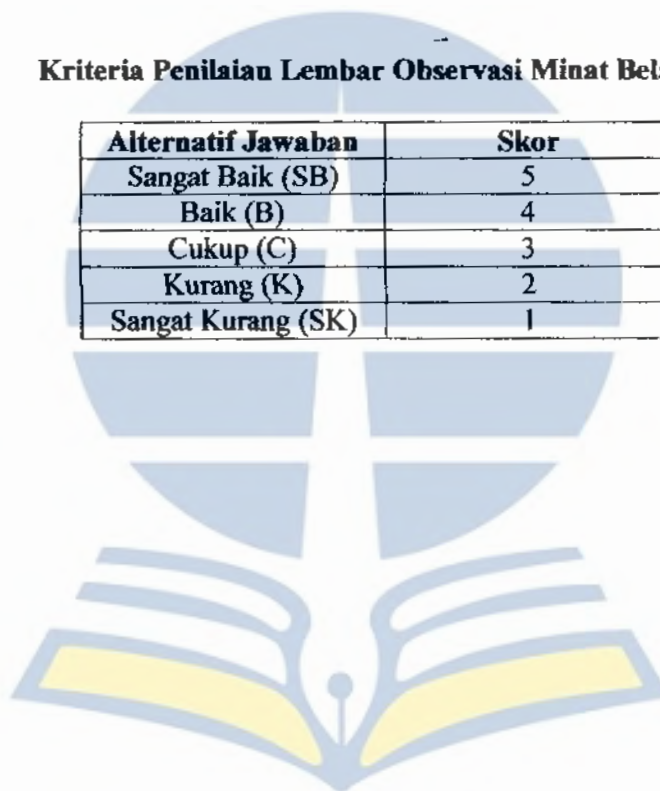 Kriteria Penilaian Lembar Observasi Minat Bel
Alternatif Jawaban Skor
Sangat Baik (SB) 5
Baik (B) 4
Cukup (C) 3
Kurang (K) 2
Sangat Kurang (SK) 1